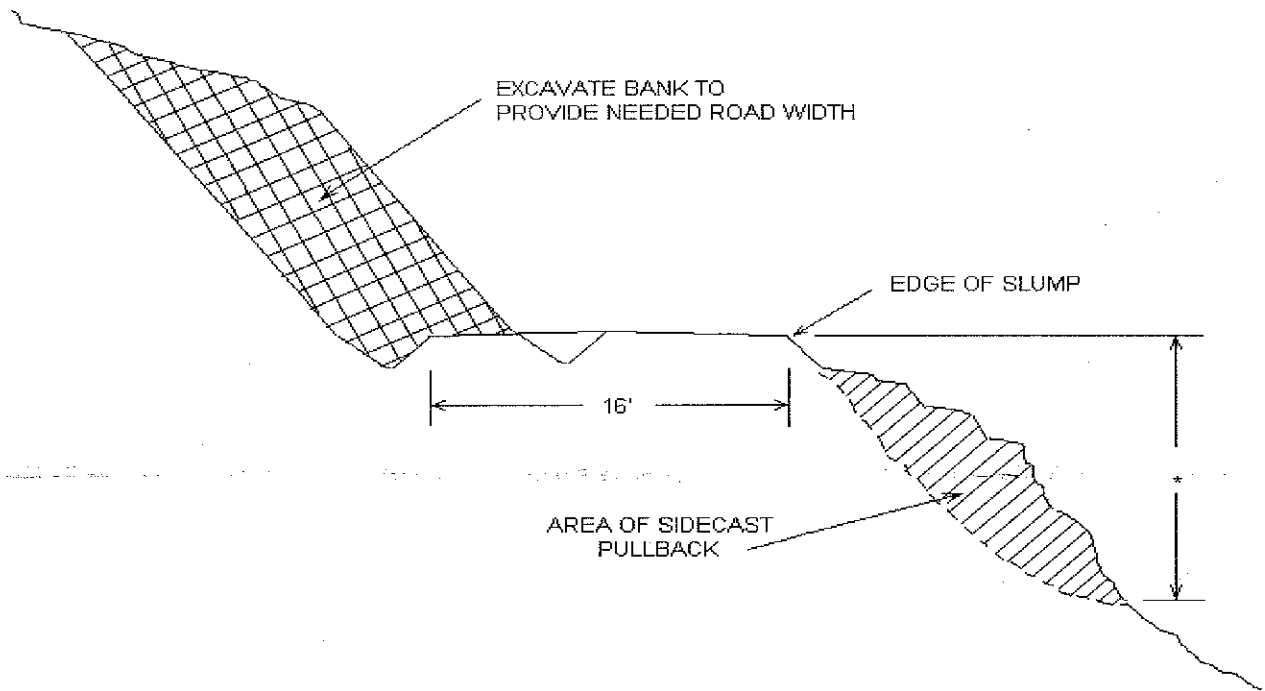 EXCAVATE BANK TO
PROVIDE NEEDED ROAD WIDTH
EDGE OF SLUMP
16'
*
AREA OF SIDECAST
PULLBACK